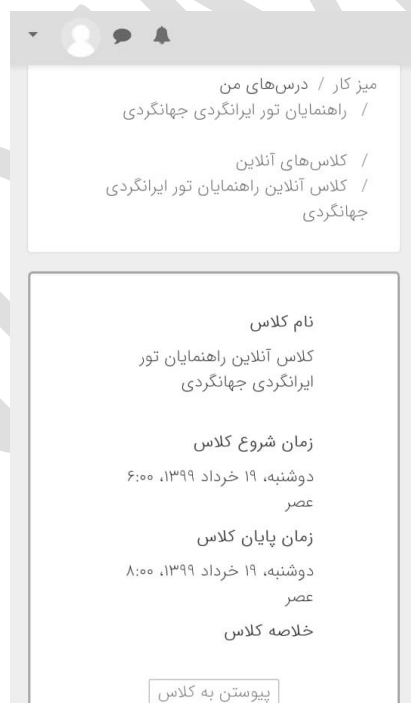 میز کار / درس‌های من
/ راهنمایان تور ایرانگردی جهانگردی
/ کلاس‌های آنلاین
/ کلاس آنلاین راهنمایان تور ایرانگردی
جهانگردی
نام کلاس
کلاس آنلاین راهنمایان تور
ایرانگردی جهانگردی
زمان شروع کلاس
دوشنبه، ۱۹ خرداد ۱۳۹۹، ۶:۰۰
عصر
زمان پایان کلاس
دوشنبه، ۱۹ خرداد ۱۳۹۹، ۸:۰۰
عصر
خلاصه کلاس
پیوستن به کلاس